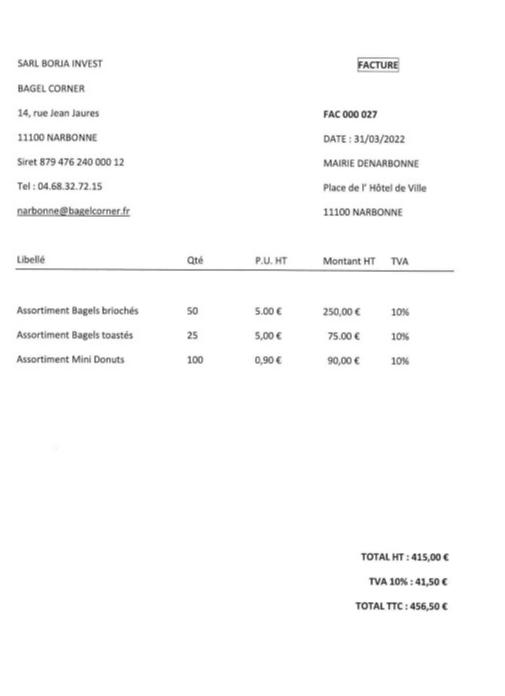 SARL BORJA INVEST
FACTURE
BAGEL CORNER
14, rue Jean Jaures
FAC 000 027
11100 NARBONNE
DATE : 31/03/2022
Siret 879 476 240 000 12
MAIRIE DENARBONNE
Tel : 04.68.32.72.15
Place de l' Hôtel de Ville
narbonne@bagelcorner.fr
11100 NARBONNE
Libellé Qté P.U. HT Montant HT TVA
Assortiment Bagels briochés 50 5.00 € 250,00 € 10%
Assortiment Bagels toastés 25 5,00 € 75.00 € 10%
Assortiment Mini Donuts 100 0,90 € 90,00 € 10%
TOTAL HT : 415,00 €
TVA 10% : 41,50 €
TOTAL TTC : 456,50 €